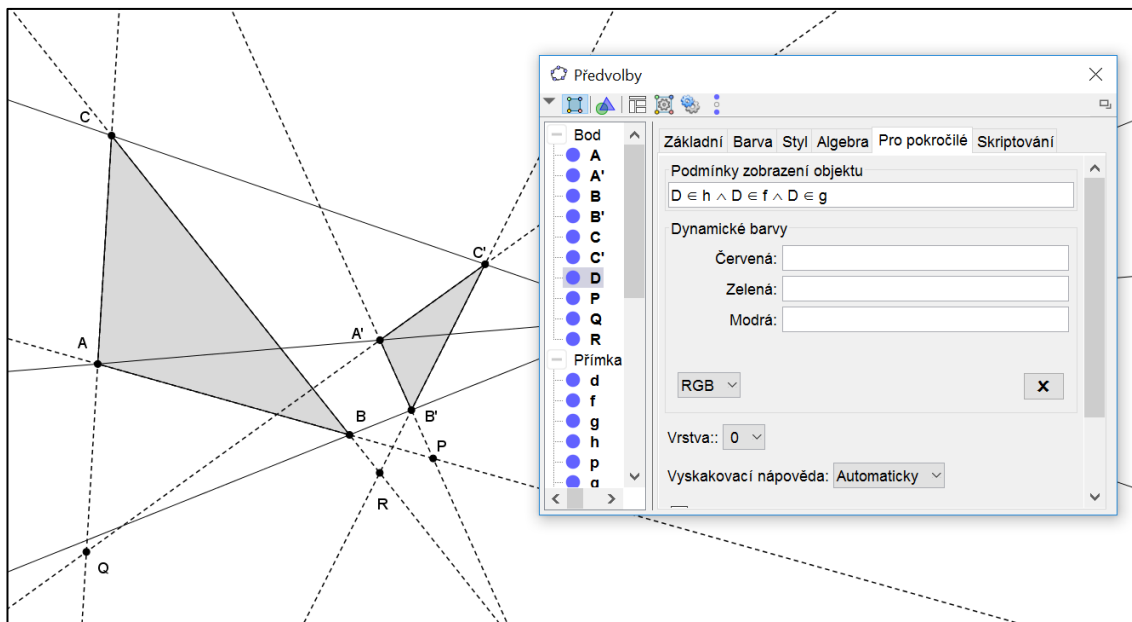 C
C'
A'
A
B
B'
P
R
Q
Předvolby
Bod
A
A'
B
B'
C
C'
D
P
Q
R
Přímka
d
f
g
h
p
q
Základní Barva Styl Algebra Pro pokročilé Skriptování
Podmínky zobrazení objektu
D ∈ h ∧ D ∈ f ∧ D ∈ g
Dynamické barvy
Červená:
Zelená:
Modrá:
RGB
x
Vrstva:: 0
Vyskakovací nápověda: Automaticky